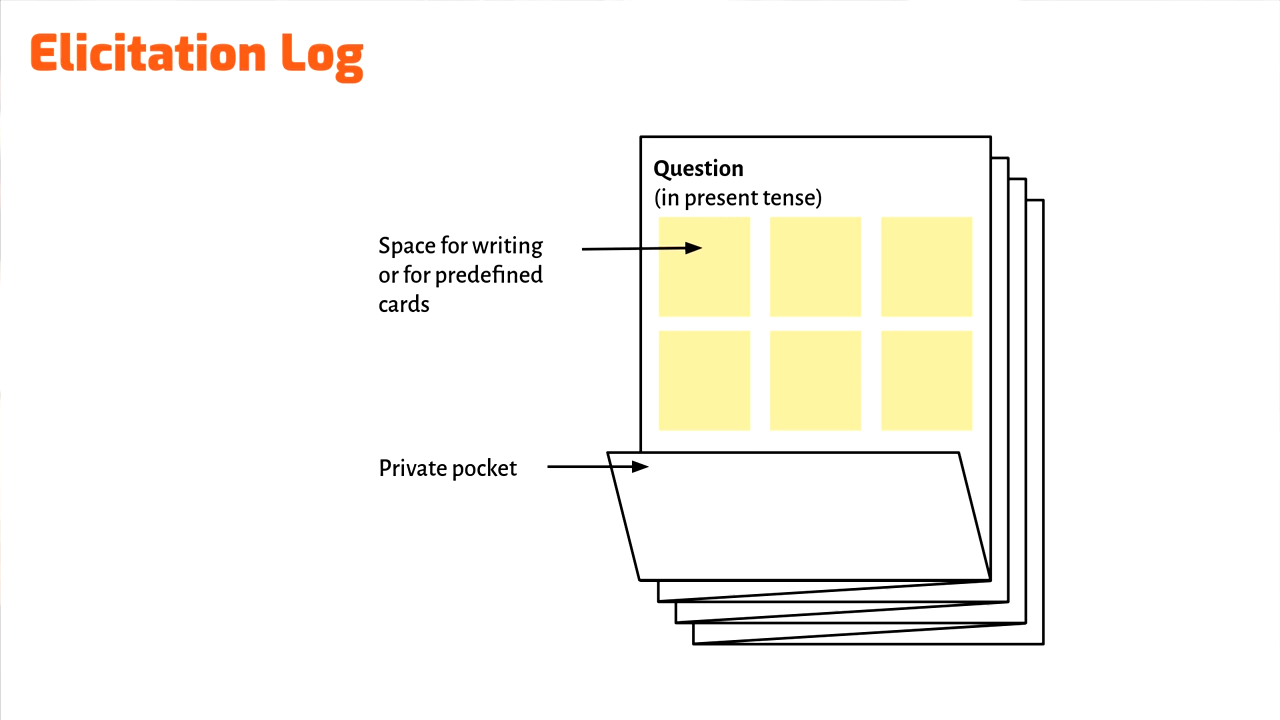 Elicitation Log
Question
(in present tense)
Space for writing
or for predefined
cards
Private pocket